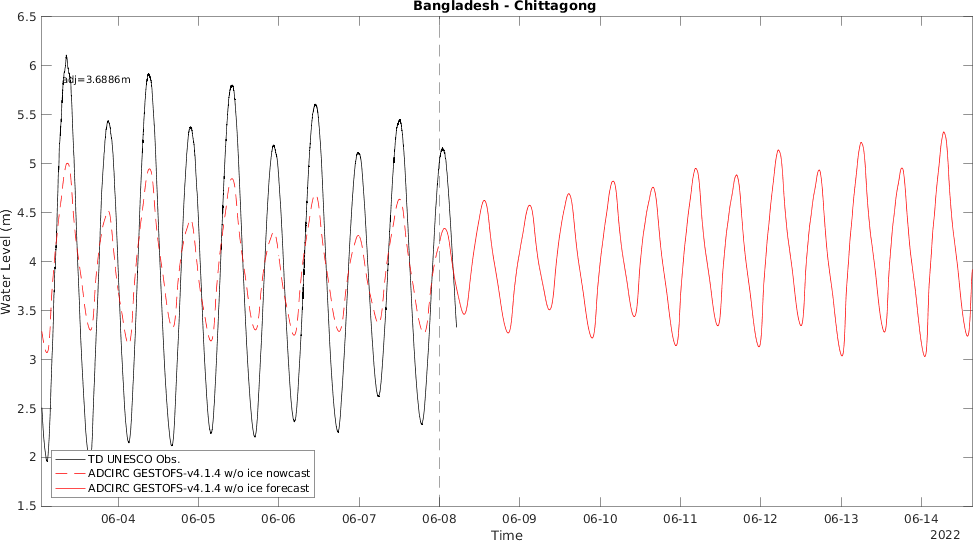 Bangladesh - Chittagong
6.5
6
5.5
5
4.5
4
3.5
3
2.5
2
1.5
Water Level (m)
adj=3.6886m
TD UNESCO Obs.
ADCIRC GESTOFS-v4.1.4 w/o ice nowcast
ADCIRC GESTOFS-v4.1.4 w/o ice forecast
06-04 06-05 06-06 06-07 06-08 06-09 06-10 06-11 06-12 06-13 06-14
Time
2022